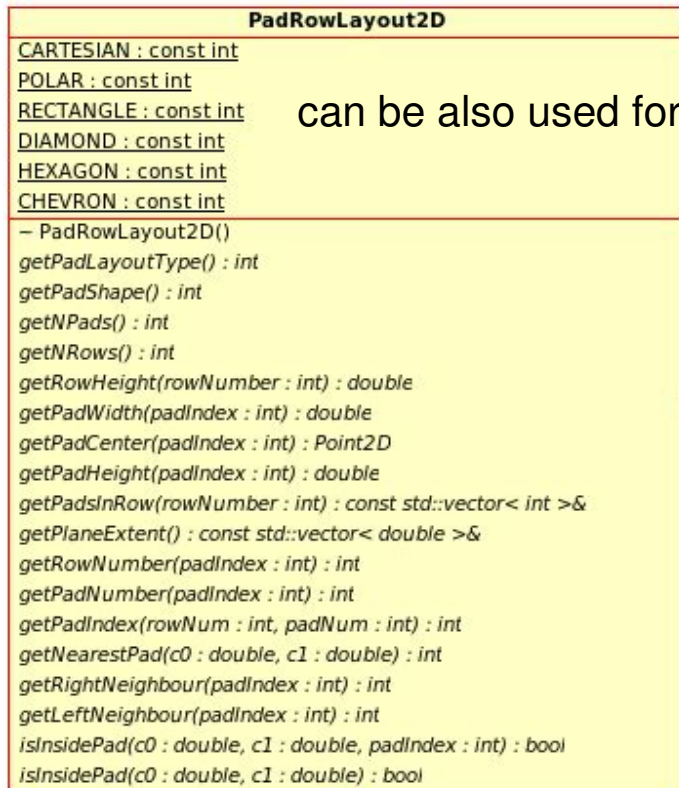 PadRowLayout2D
CARTESIAN : const int
POLAR : const int
RECTANGLE : const int
can be also used for
DIAMOND : const int
HEXAGON : const int
CHEVRON : const int
− PadRowLayout2D()
getPadLayoutType() : int
getPadShape() : int
getNPads() : int
getNRows() : int
getRowHeight(rowNumber : int) : double
getPadWidth(padIndex : int) : double
getPadCenter(padIndex : int) : Point2D
getPadHeight(padIndex : int) : double
getPadsInRow(rowNumber : int) : const std::vector< int >&
getPlaneExtent() : const std::vector< double >&
getRowNumber(padIndex : int) : int
getPadNumber(padIndex : int) : int
getPadIndex(rowNum : int, padNum : int) : int
getNearestPad(c0 : double, c1 : double) : int
getRightNeighbour(padIndex : int) : int
getLeftNeighbour(padIndex : int) : int
isInsidePad(c0 : double, c1 : double, padIndex : int) : bool
isInsidePad(c0 : double, c1 : double) : bool